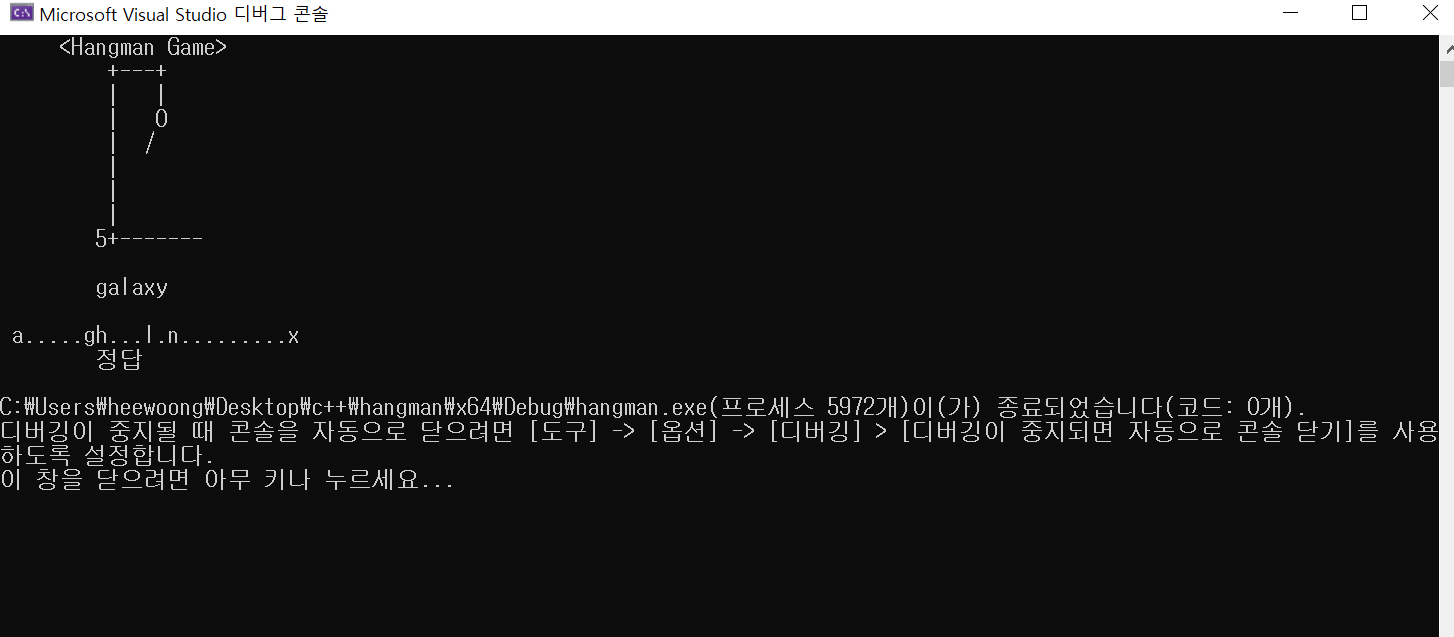 Microsoft Visual Studio 디버그 콘솔
<Hangman Game>
+---+
|   |
|   O
|  /
|
|
|
5+-------
galaxy
a.....gh...l.n.........x
정답
C:₩Users₩heewoong₩Desktop₩c++₩hangman₩x64₩Debug₩hangman.exe(프로세스 5972개)이(가) 종료되었습니다(코드: 0개).
디버깅이 중지될 때 콘솔을 자동으로 닫으려면 [도구] -> [옵션] -> [디버깅] > [디버깅이 중지되면 자동으로 콘솔 닫기]를 사용
하도록 설정합니다.
이 창을 닫으려면 아무 키나 누르세요...